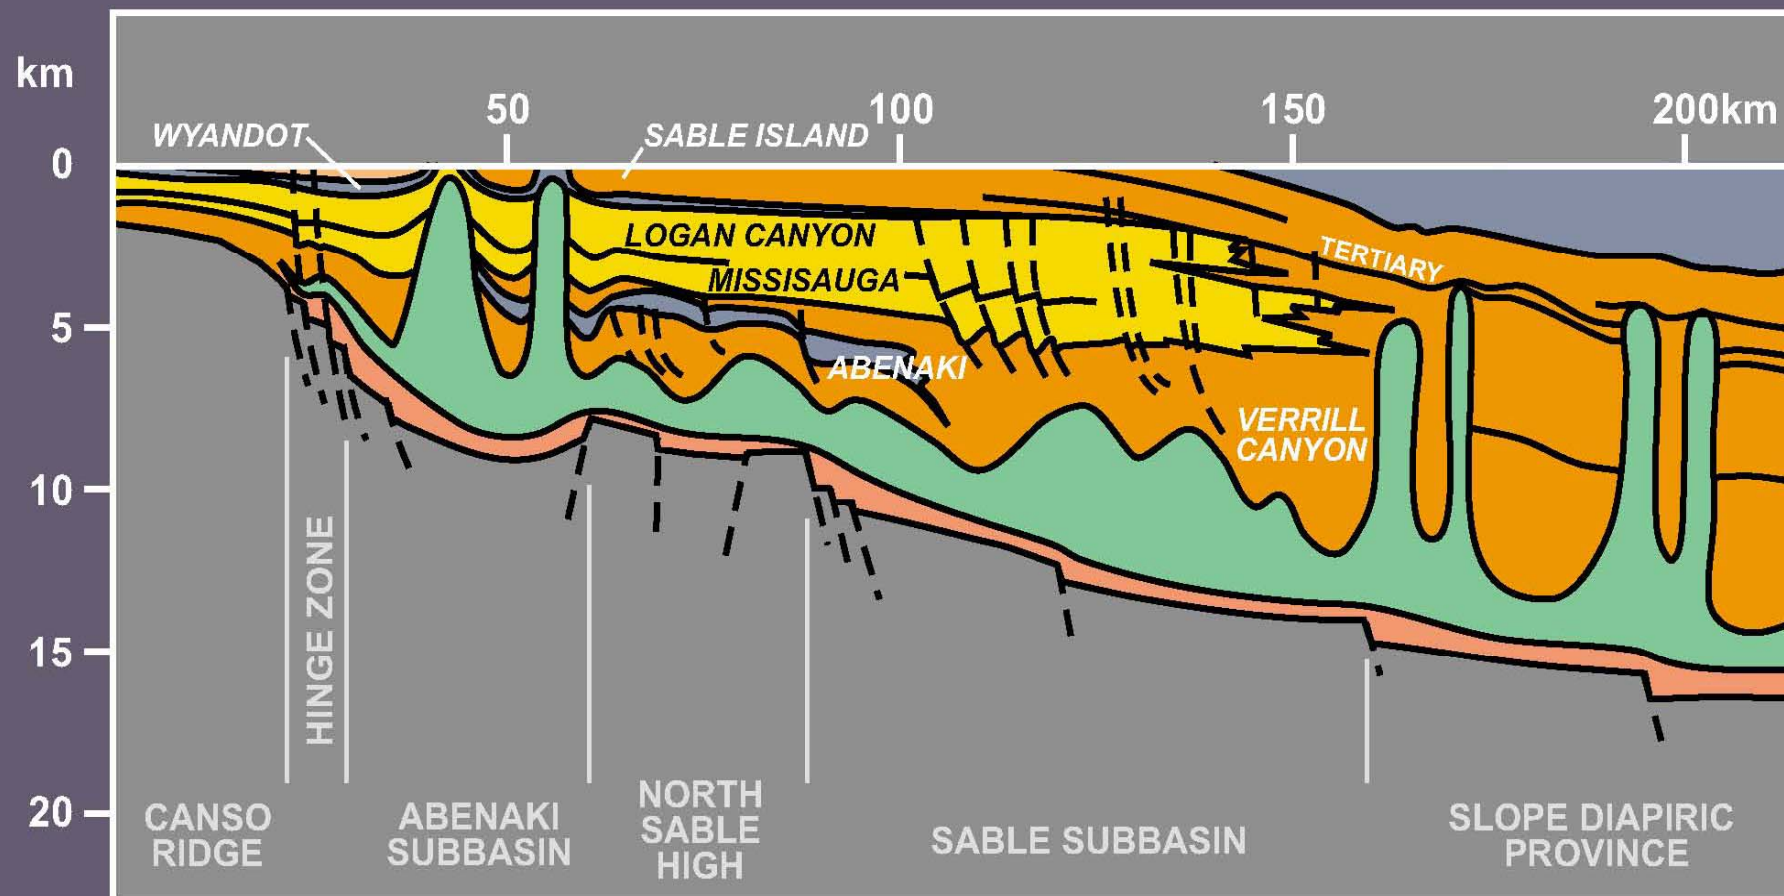 km
50
100
150
200km
WYANDOT
SABLE ISLAND
0
LOGAN CANYON
TERTIARY
MISSISAUGA
5
ABENAKI
VERRILL
CANYON
10
HINGE ZONE
15
20
CANSO
RIDGE
ABENAKI
SUBBASIN
NORTH
SABLE
HIGH
SABLE SUBBASIN
SLOPE DIAPIRIC
PROVINCE